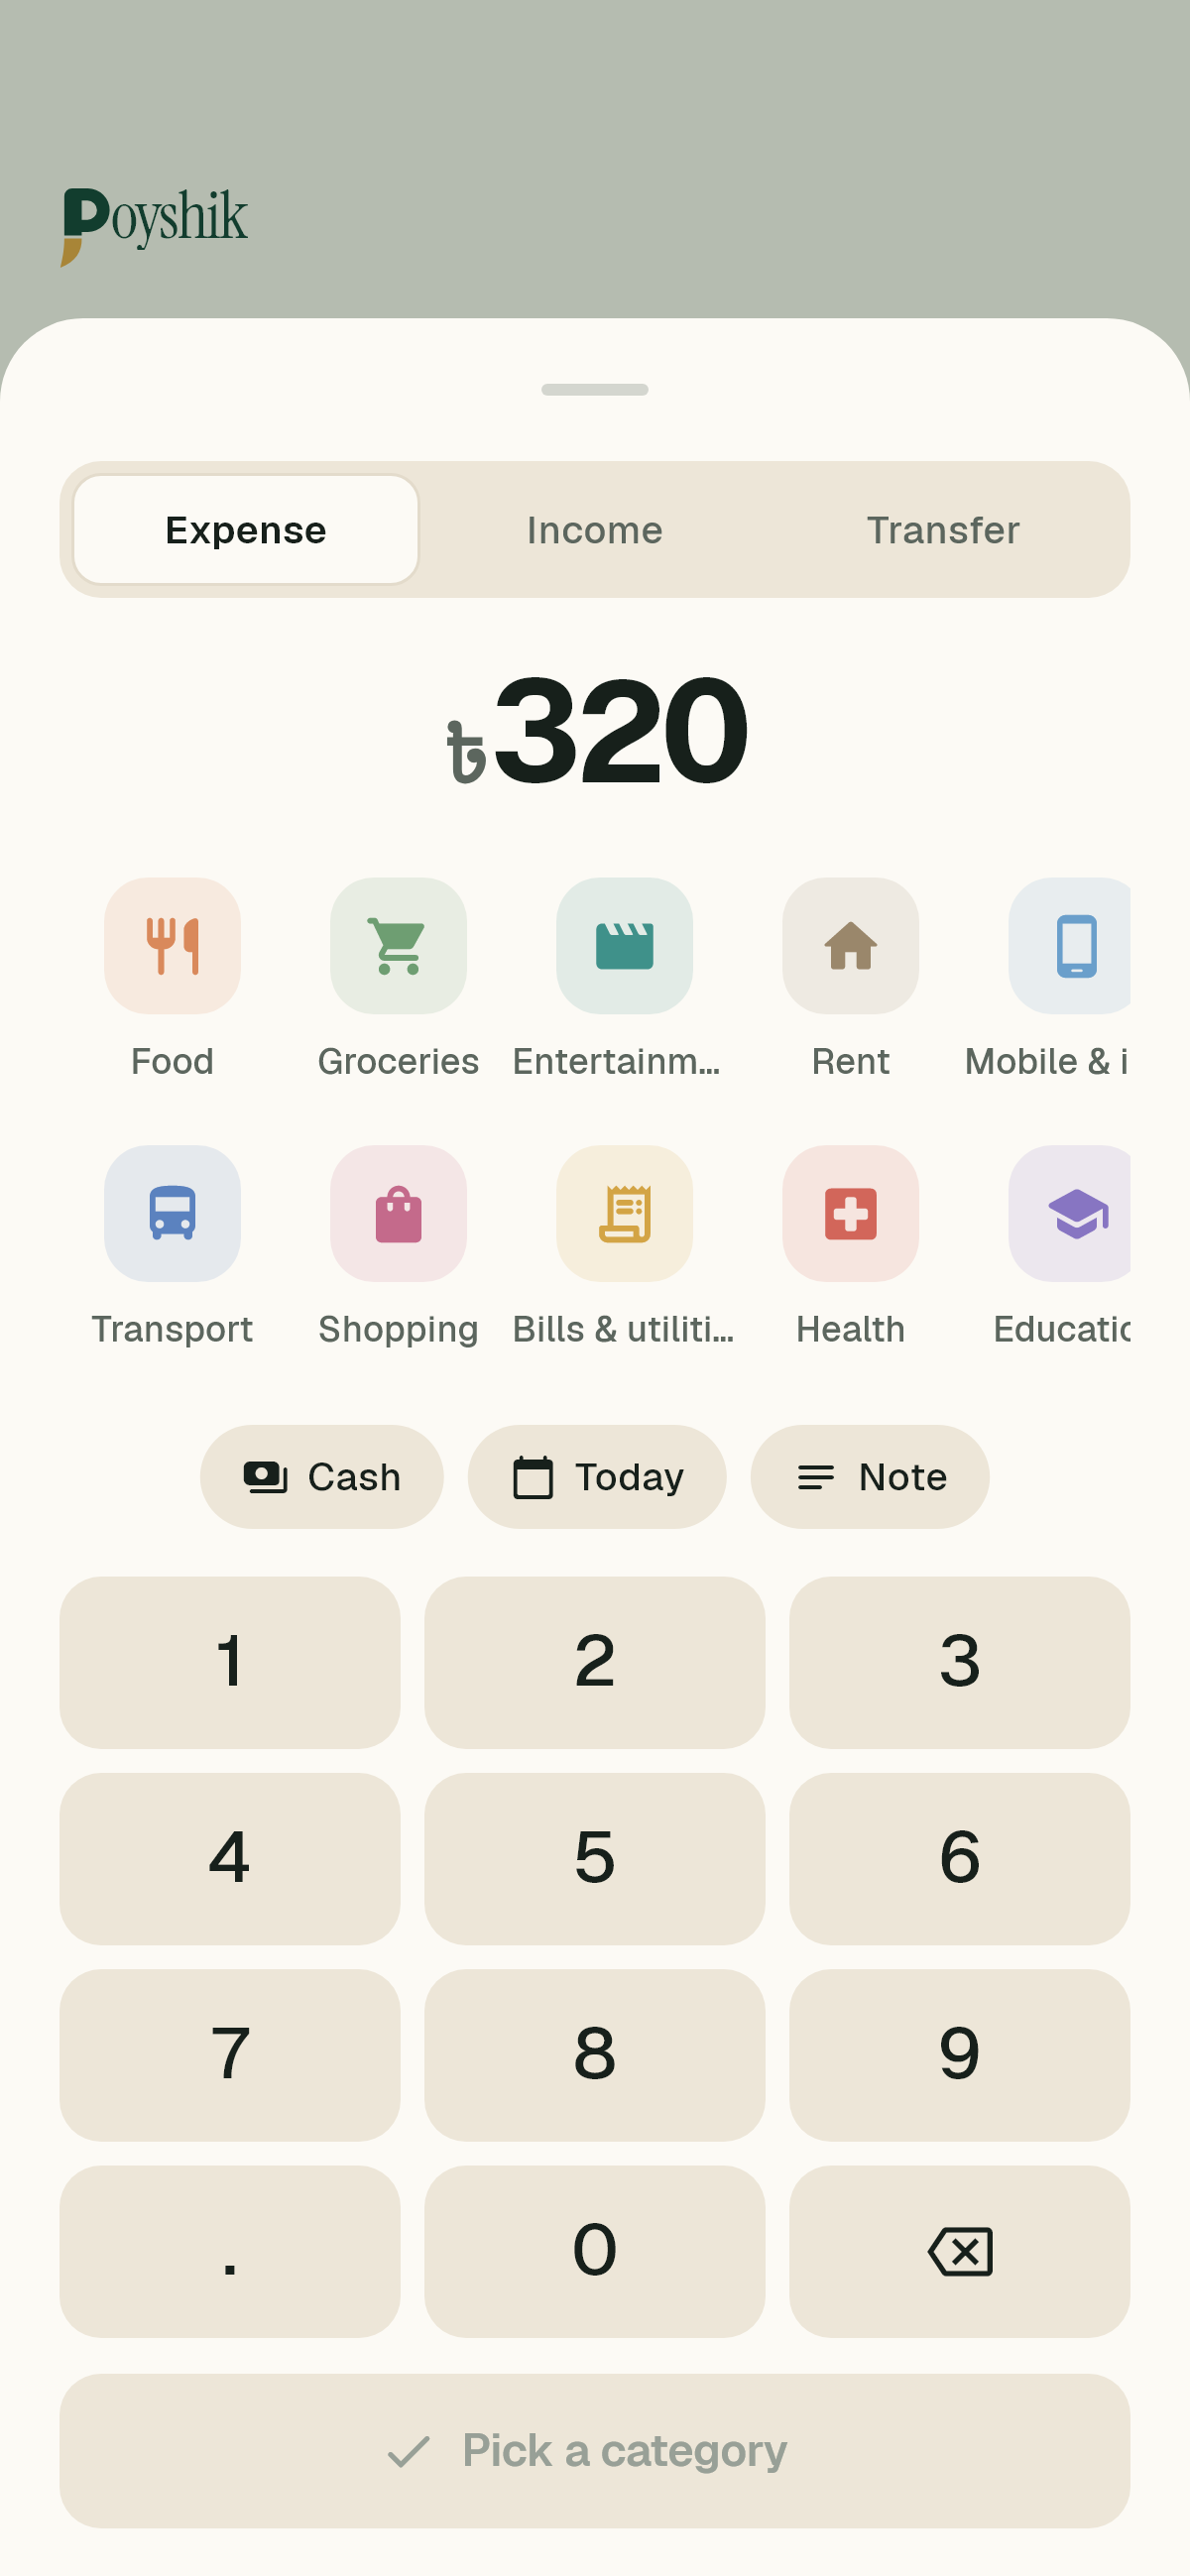 Poyshik
Expense Income Transfer
৳320
Food Groceries Entertainm... Rent Mobile & i
Transport Shopping Bills & utiliti... Health Educatio
Cash Today Note
1 2 3
4 5 6
7 8 9
. 0
Pick a category